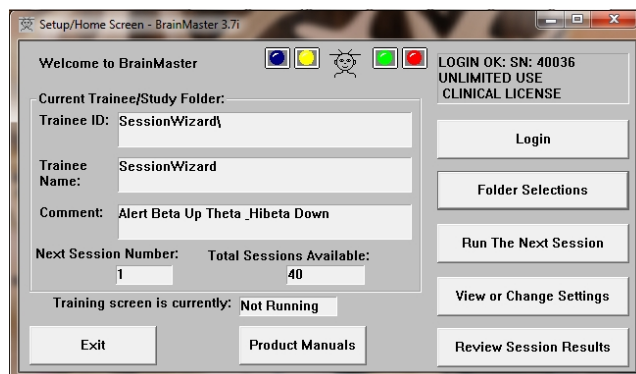 Setup/Home Screen - BrainMaster 3.7i
Welcome to BrainMaster
LOGIN OK: SN: 40036
UNLIMITED USE
CLINICAL LICENSE
Current Trainee/Study Folder:
Trainee ID: SessionWizard\
Trainee Name: SessionWizard
Comment: Alert Beta Up Theta _Hibeta Down
Next Session Number: Total Sessions Available:
1 40
Training screen is currently: Not Running
Exit
Product Manuals
Login
Folder Selections
Run The Next Session
View or Change Settings
Review Session Results